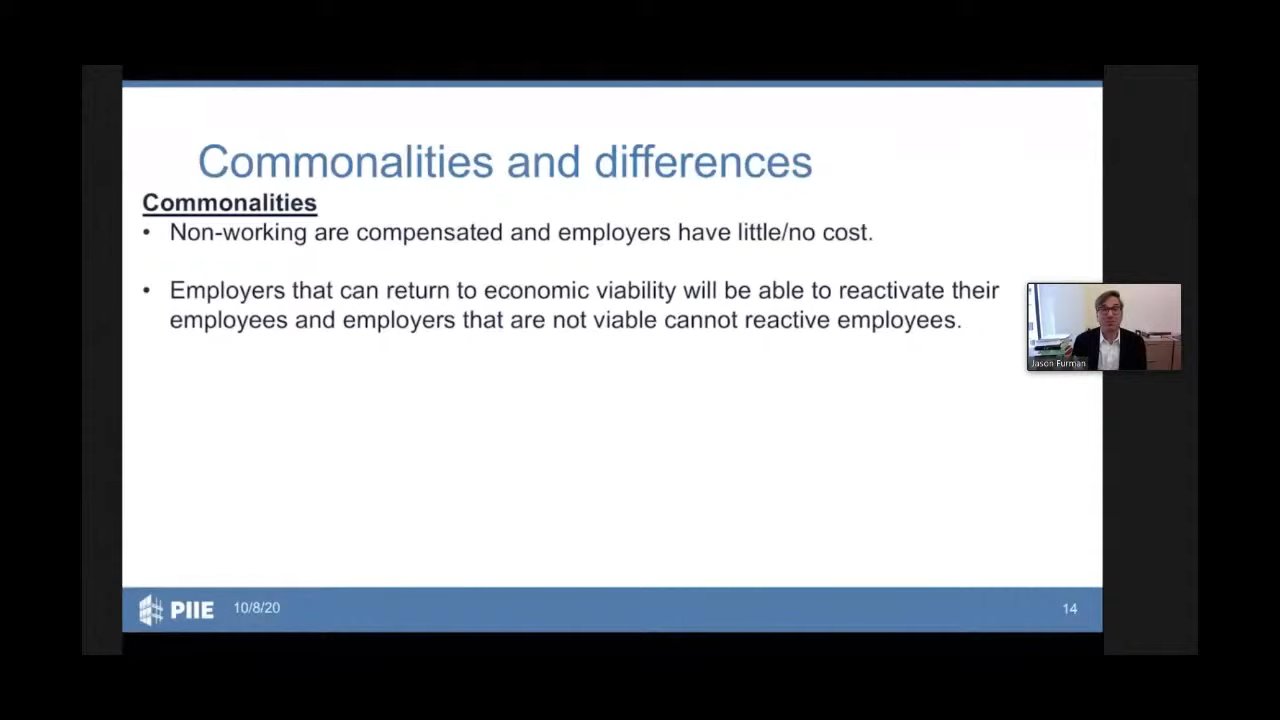 Commonalities and differences
Commonalities
• Non-working are compensated and employers have little/no cost.
• Employers that can return to economic viability will be able to reactivate their
employees and employers that are not viable cannot reactive employees.
Jason Furman
PIIE 10/8/20 14